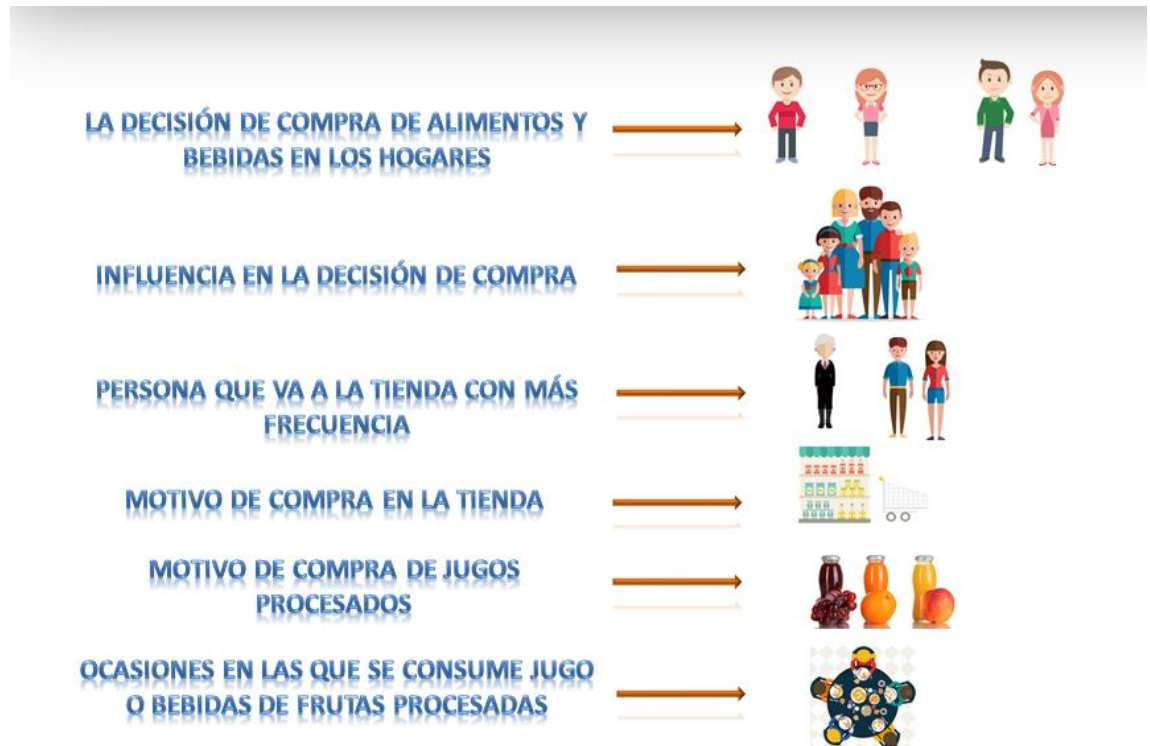 LA DECISIÓN DE COMPRA DE ALIMENTOS Y
BEBIDAS EN LOS HOGARES
INFLUENCIA EN LA DECISIÓN DE COMPRA
PERSONA QUE VA A LA TIENDA CON MÁS
FRECUENCIA
MOTIVO DE COMPRA EN LA TIENDA
MOTIVO DE COMPRA DE JUGOS
PROCESADOS
OCASIONES EN LAS QUE SE CONSUME JUGO
O BEBIDAS DE FRUTAS PROCESADAS